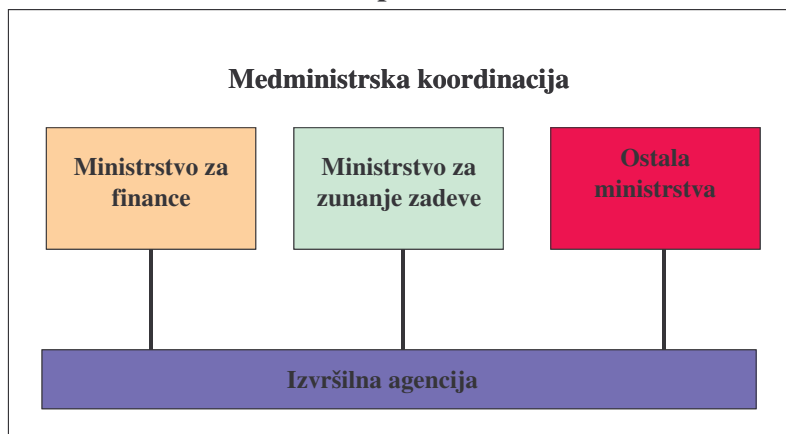 Medministrska koordinacija
Ministrstvo za
finance
Ministrstvo za
zunanje zadeve
Ostala
ministrstva
Izvršilna agencija